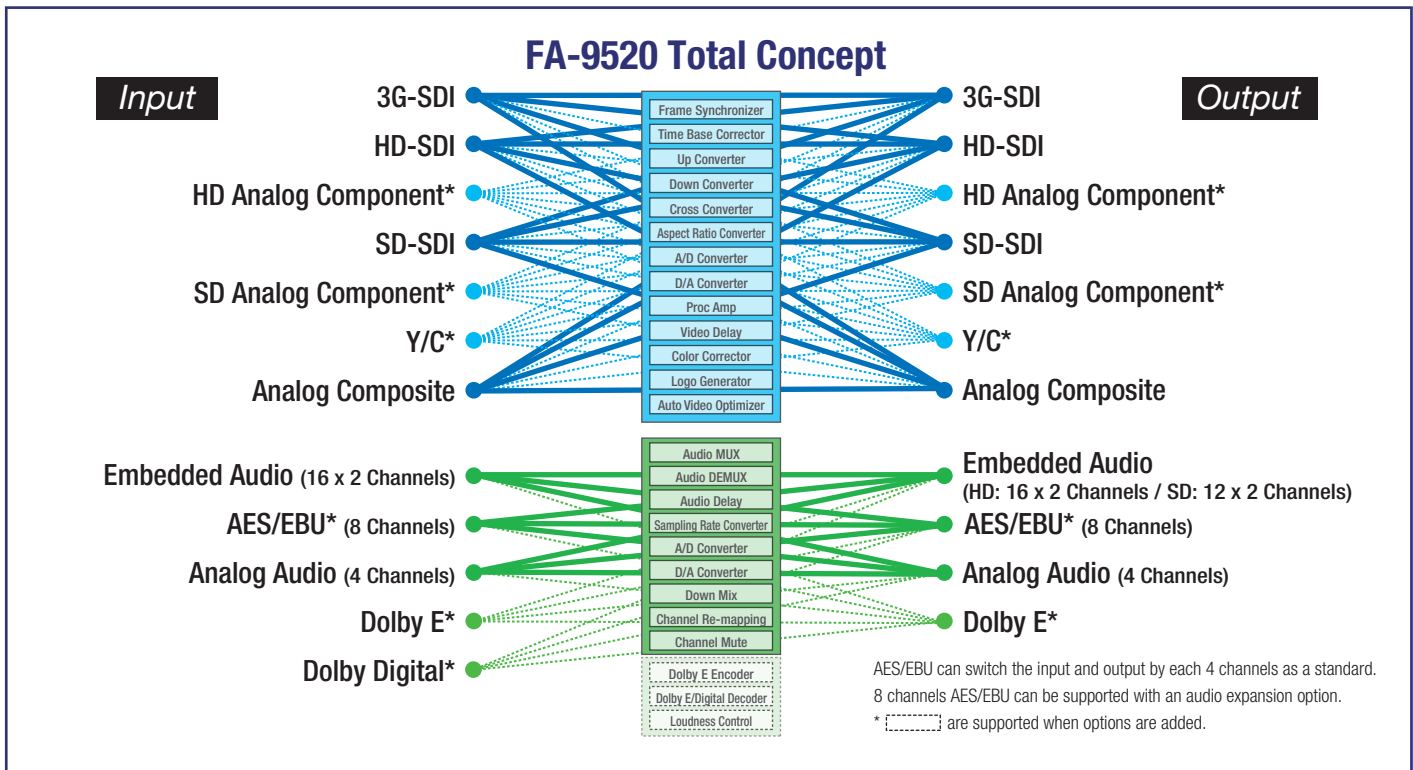 FA-9520 Total Concept
Input
Output
3G-SDI
HD-SDI
HD Analog Component*
SD-SDI
SD Analog Component*
Y/C*
Analog Composite
Frame Synchronizer
Time Base Corrector
Up Converter
Down Converter
Cross Converter
Aspect Ratio Converter
A/D Converter
D/A Converter
Proc Amp
Video Delay
Color Corrector
Logo Generator
Auto Video Optimizer
3G-SDI
HD-SDI
HD Analog Component*
SD-SDI
SD Analog Component*
Y/C*
Analog Composite
Embedded Audio (16 x 2 Channels)
AES/EBU* (8 Channels)
Analog Audio (4 Channels)
Dolby E*
Dolby Digital*
Audio MUX
Audio DEMUX
Audio Delay
Sampling Rate Converter
A/D Converter
D/A Converter
Down Mix
Channel Re-mapping
Channel Mute
Dolby E Encoder
Dolby E/Digital Decoder
Loudness Control
Embedded Audio
(HD: 16 x 2 Channels / SD: 12 x 2 Channels)
AES/EBU* (8 Channels)
Analog Audio (4 Channels)
Dolby E*
AES/EBU can switch the input and output by each 4 channels as a standard.
8 channels AES/EBU can be supported with an audio expansion option.
* are supported when options are added.